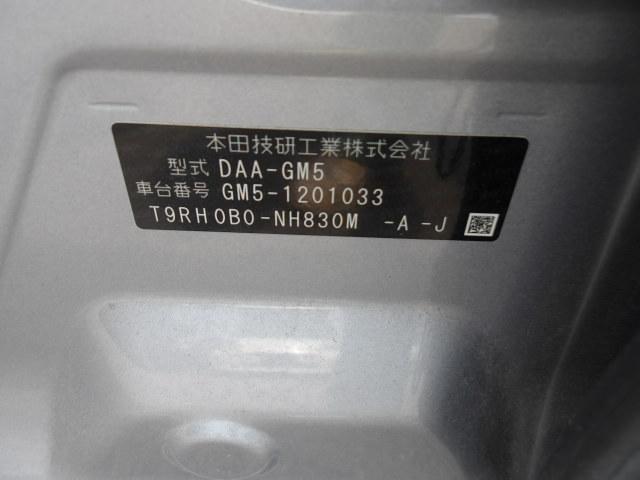 本田技研工業株式会社
型式 DAA-GM5
車台番号 GM5-1201033
T9RH0B0-NH830M -A -J